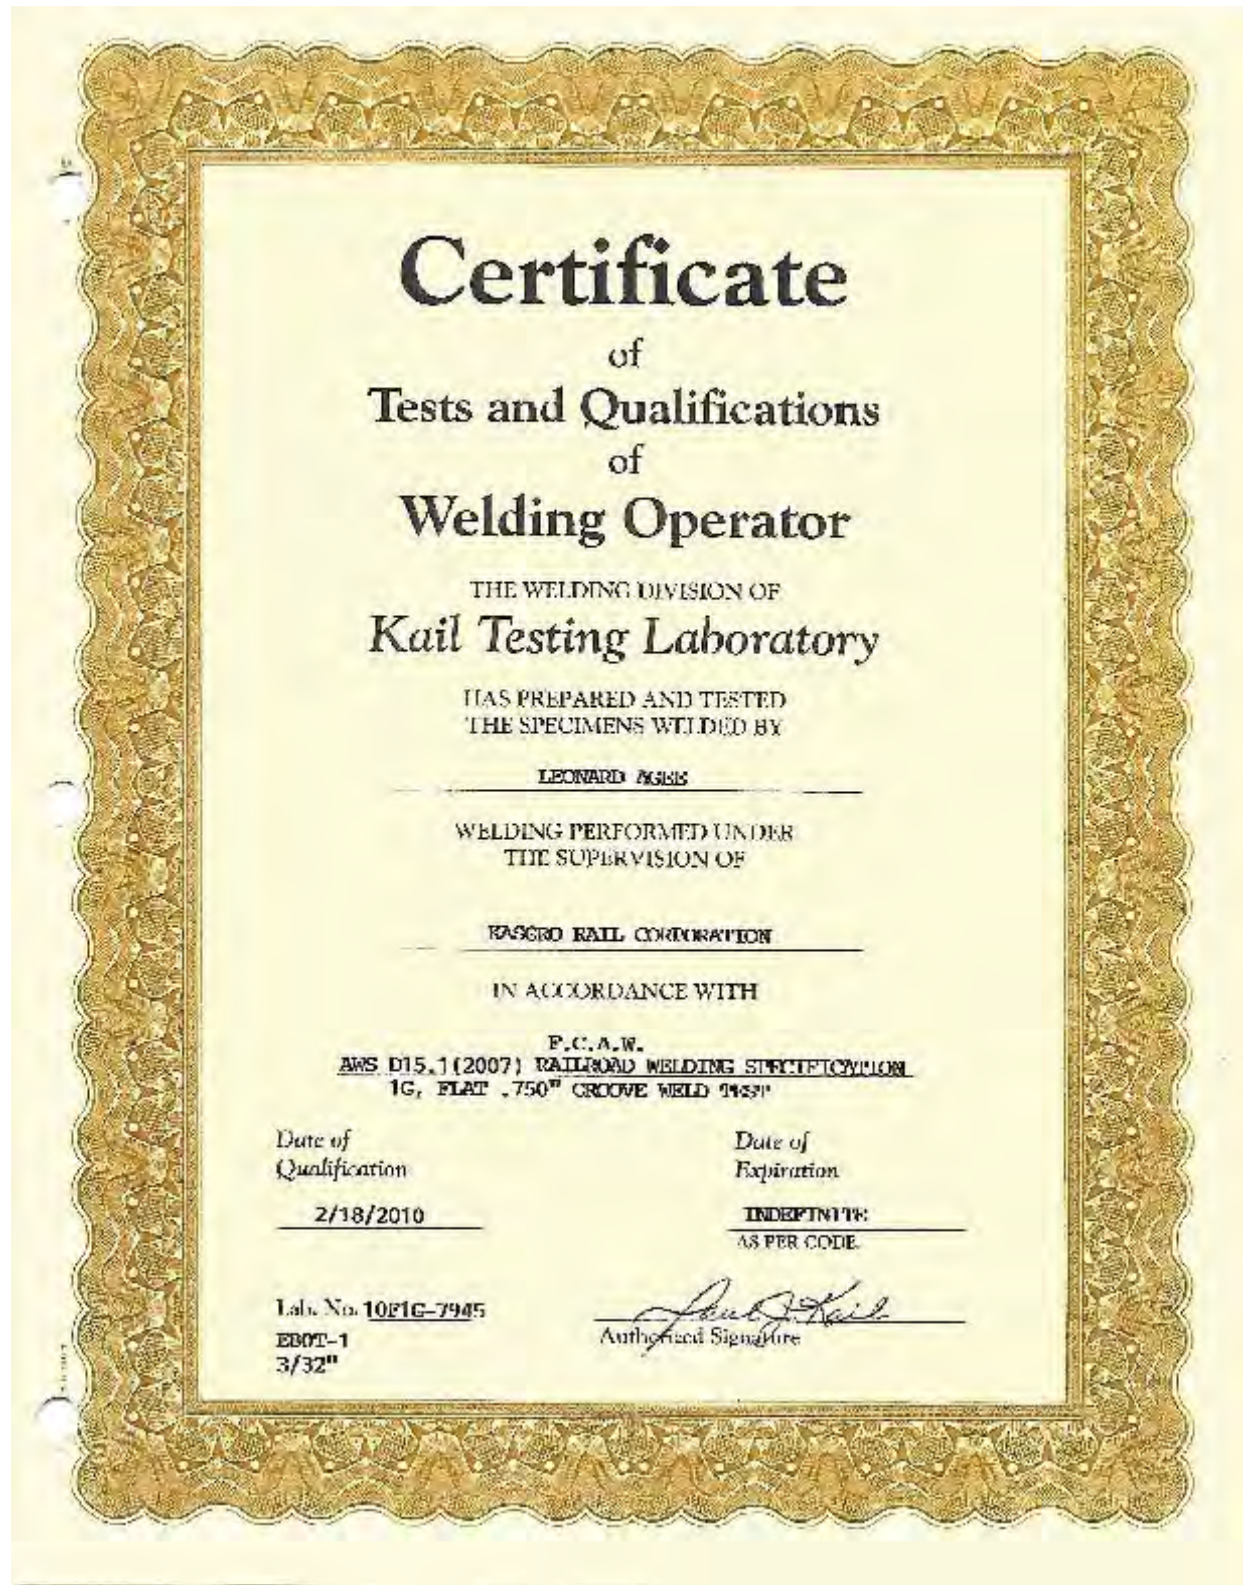 Certificate
of
Tests and Qualifications
of
Welding Operator
THE WELDING DIVISION OF
Kail Testing Laboratory
HAS PREPARED AND TESTED
THE SPECIMENS WELDED BY
LEONARD AGEE
WELDING PERFORMED UNDER
THE SUPERVISION OF
KASGRO RAIL CORPORATION
IN ACCORDANCE WITH
F.C.A.W.
AWS D15.1(2007) RAILROAD WELDING SPECIFICATION
1G, FLAT .750" GROOVE WELD TEST
Date of Qualification
Date of Expiration
2/18/2010
INDEFINITE
AS PER CODE
Lab. No. 10F1G-7945
Paul J. Kail
Authorized Signature
3/32"